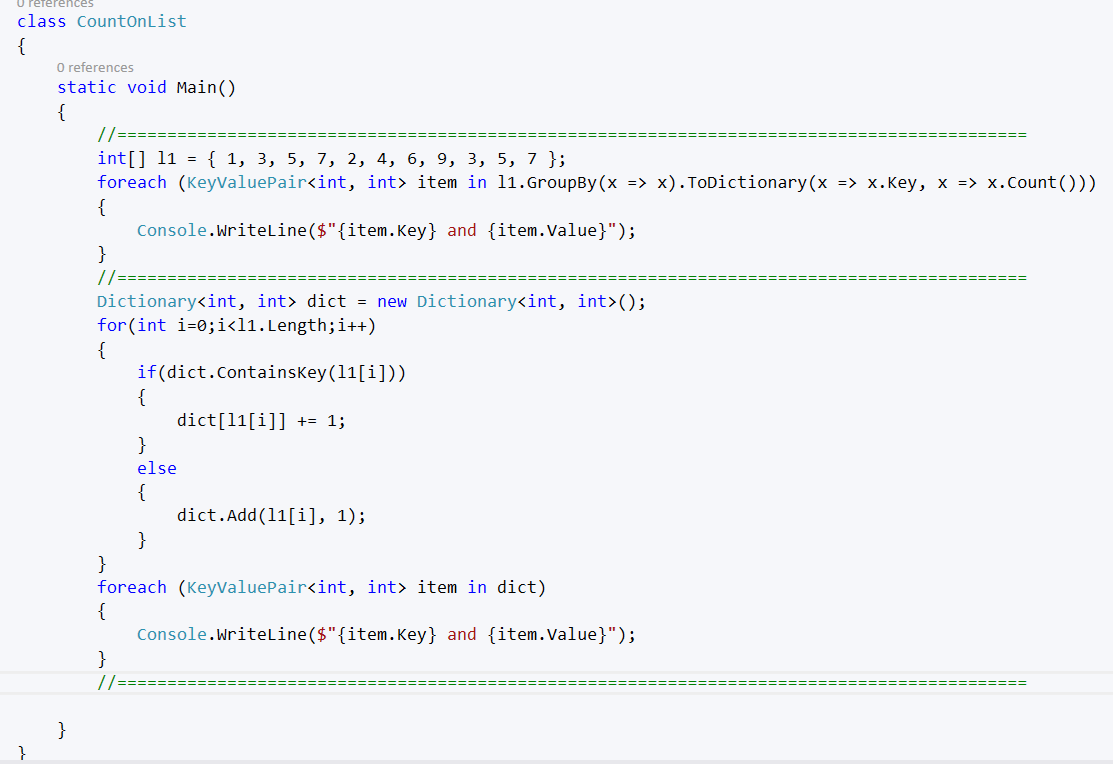 0 references
class CountOnList
{
0 references
static void Main()
{
//===========================================================================================
int[] l1 = { 1, 3, 5, 7, 2, 4, 6, 9, 3, 5, 7 };
foreach (KeyValuePair<int, int> item in l1.GroupBy(x => x).ToDictionary(x => x.Key, x => x.Count()))
{
Console.WriteLine($"{item.Key} and {item.Value}");
}
//===========================================================================================
Dictionary<int, int> dict = new Dictionary<int, int>();
for(int i=0;i<l1.Length;i++)
{
if(dict.ContainsKey(l1[i]))
{
dict[l1[i]] += 1;
}
else
{
dict.Add(l1[i], 1);
}
}
foreach (KeyValuePair<int, int> item in dict)
{
Console.WriteLine($"{item.Key} and {item.Value}");
}
//===========================================================================================
}
}